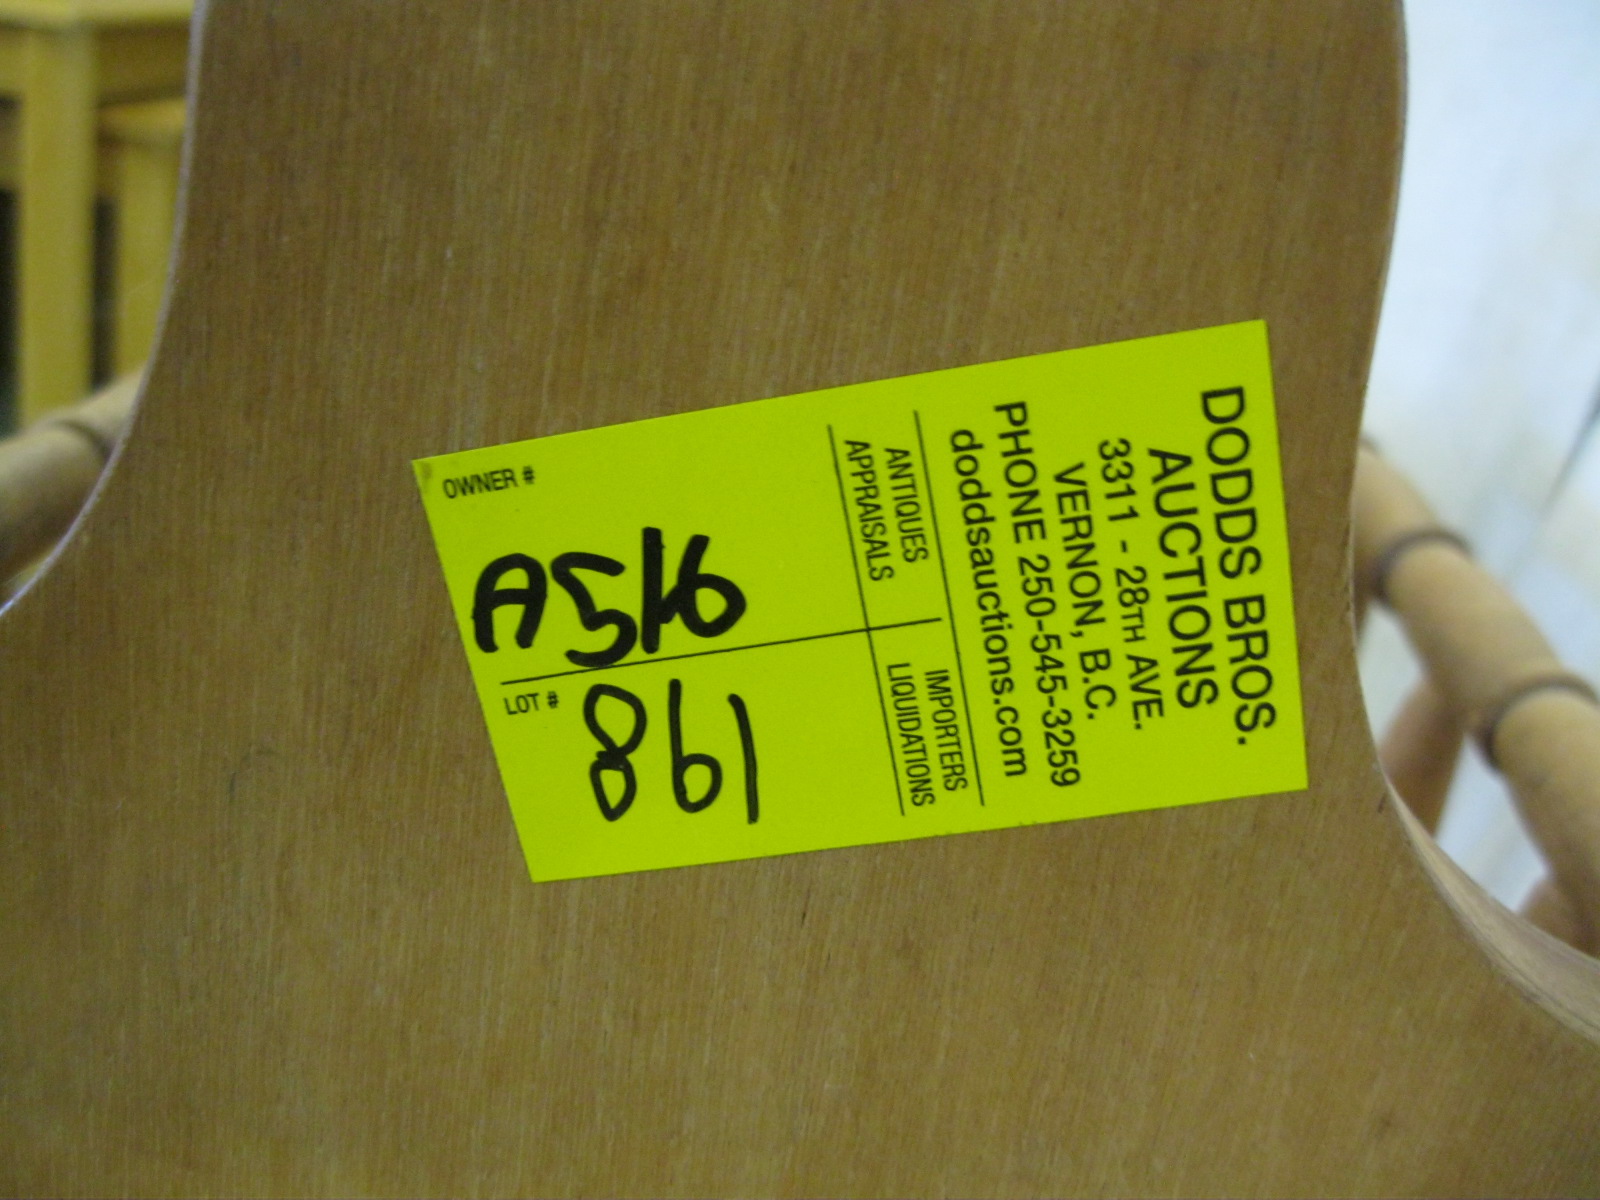 DODDS BROS.
AUCTIONS
3311 - 28TH AVE.
VERNON, B.C.
PHONE 250-545-3259
doddsauctions.com
ANTIQUES
APPRAISALS
IMPORTERS
LIQUIDATIONS
OWNER #
A516
LOT #
861